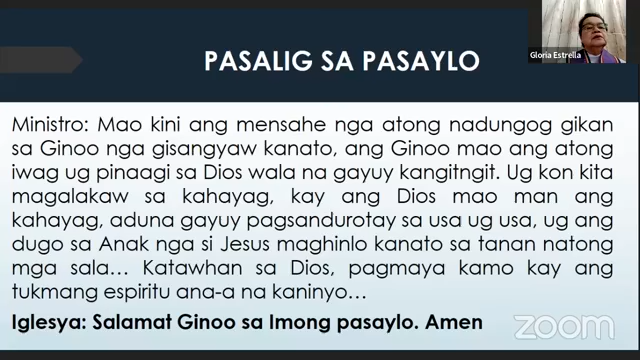 Gloria Estrella
PASALIG SA PASAYLO
Ministro: Mao kini ang mensahe nga atong nadungog gikan
sa Ginoo nga gisangyaw kanato, ang Ginoo mao ang atong
iwag ug pinaagi sa Dios wala na gayuy kangitngit. Ug kon kita
magalakaw sa kahayag, kay ang Dios mao man ang
kahayag, aduna gayuy pagsandurotay sa usa ug usa, ug ang
dugo sa Anak nga si Jesus maghinlo kanato sa tanan natong
mga sala... Katawhan sa Dios, pagmaya kamo kay ang
tukmang espiritu ana-a na kaninyo...
Iglesya: Salamat Ginoo sa Imong pasaylo. Amen
zoom